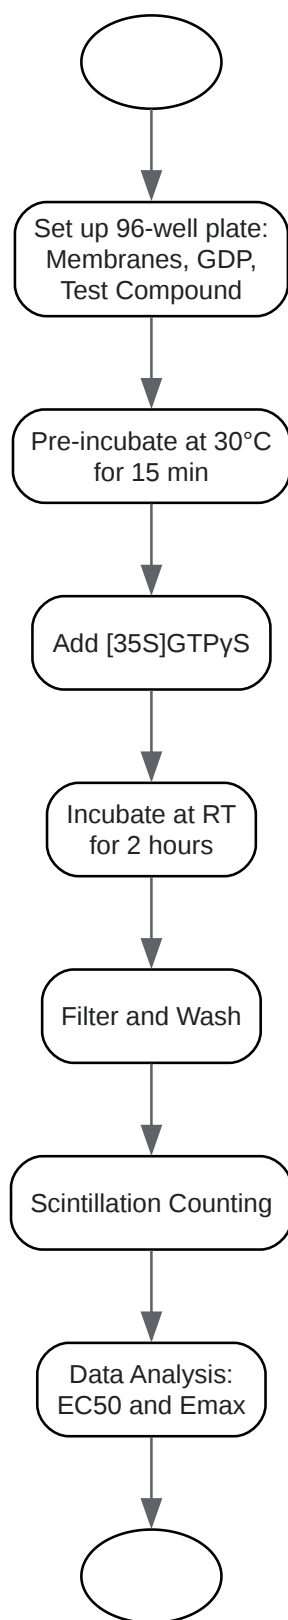 Set up 96-well plate:
Membranes, GDP,
Test Compound
Pre-incubate at 30°C
for 15 min
Add [35S]GTPγS
Incubate at RT
for 2 hours
Filter and Wash
Scintillation Counting
Data Analysis:
EC50 and Emax